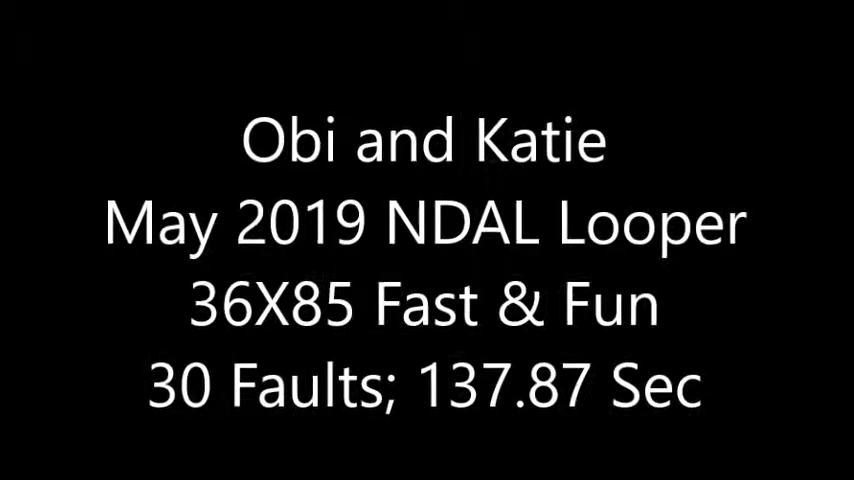 Obi and Katie
May 2019 NDAL Looper
36X85 Fast & Fun
30 Faults; 137.87 Sec